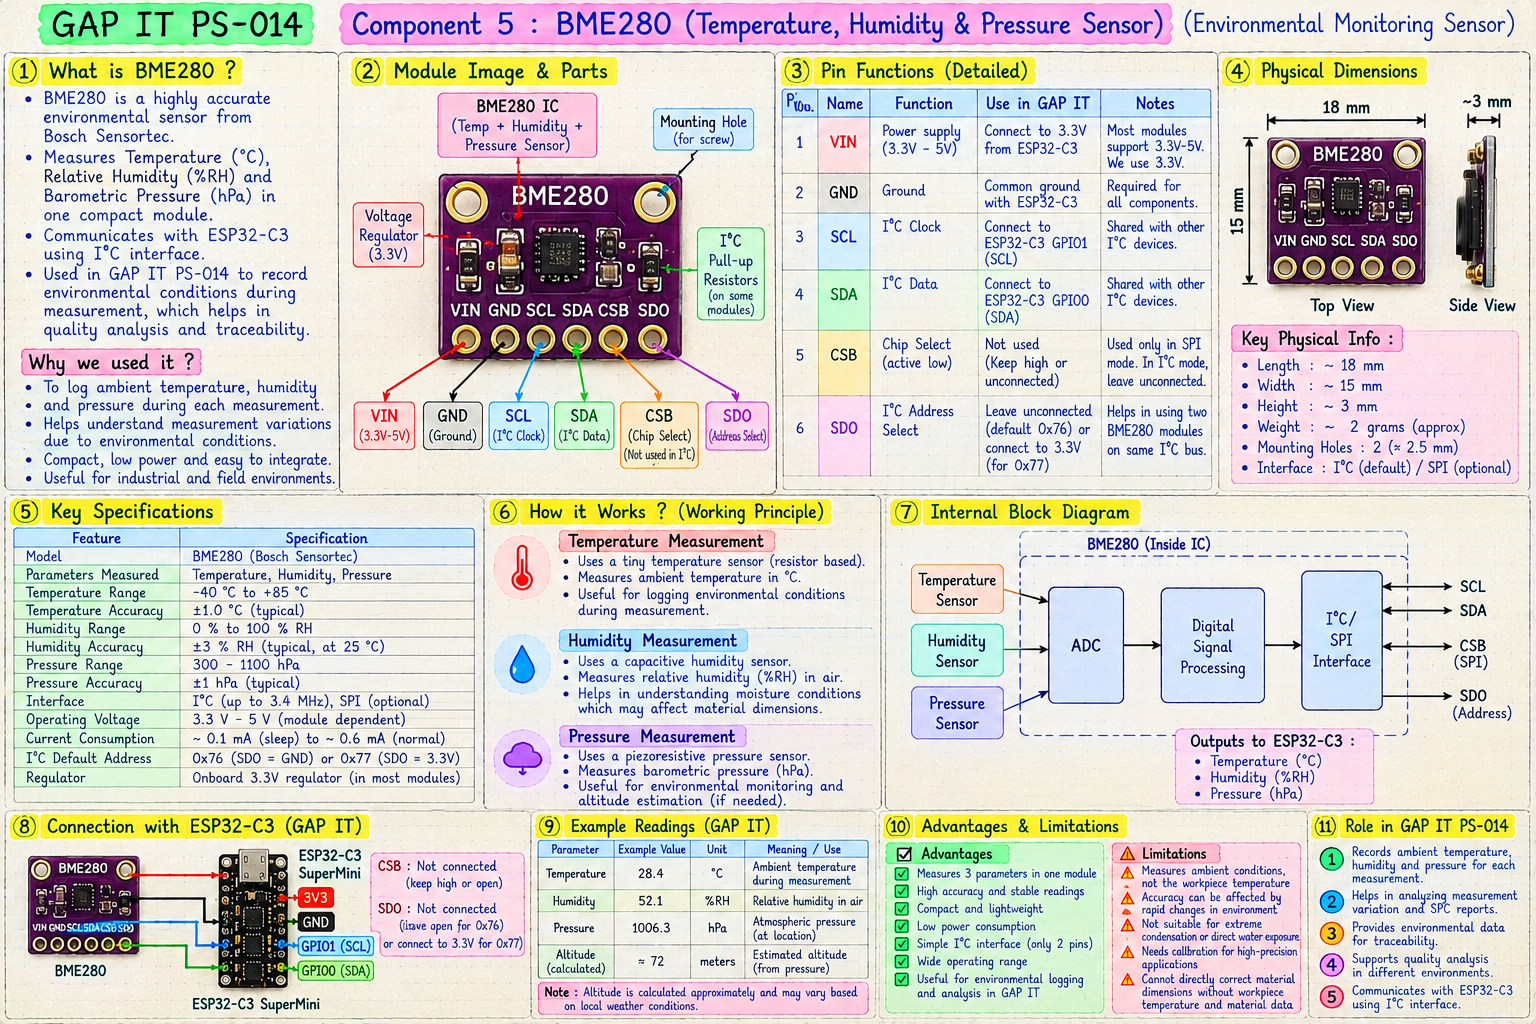 GAP IT PS-014
Component 5 : BME280 (Temperature, Humidity & Pressure Sensor)
(Environmental Monitoring Sensor)
① What is BME280 ?
• BME280 is a highly accurate
environmental sensor from
Bosch Sensortec.
• Measures Temperature (°C),
Relative Humidity (%RH) and
Barometric Pressure (hPa) in
one compact module.
• Communicates with ESP32-C3
using I²C interface.
• Used in GAP IT PS-014 to record
environmental conditions during
measurement, which helps in
quality analysis and traceability.
Why we used it ?
• To log ambient temperature, humidity
• and pressure during each measurement.
• Helps understand measurement variations
due to environmental conditions.
• Compact, low power and easy to integrate.
• Useful for industrial and field environments.
② Module Image & Parts
BME280 IC
(Temp + Humidity +
Pressure Sensor)
Mounting Hole
(for screw)
Voltage
Regulator
(3.3V)
I²C
Pull-up
Resistors
(on some
modules)
BME280
VIN GND SCL SDA CSB SDO
VIN
(3.3V-5V)
GND
(Ground)
SCL
(I²C Clock)
SDA
(I²C Data)
CSB
(Chip Select)
(Not used in I²C)
SDO
(Address Select)
③ Pin Functions (Detailed)
Name Function Use in GAP IT Notes
1 VIN Power supply (3.3V - 5V) Connect to 3.3V from ESP32-C3 Most modules support 3.3V-5V. We use 3.3V.
2 GND Ground Common ground with ESP32-C3 Required for all components.
3 SCL I²C Clock Connect to ESP32-C3 GPIO1 (SCL) Shared with other I²C devices.
4 SDA I²C Data Connect to ESP32-C3 GPIO0 (SDA) Shared with other I²C devices.
5 CSB Chip Select (active low) Not used (Keep high or unconnected) Used only in SPI mode. In I²C mode, leave unconnected.
6 SDO I²C Address Select Leave unconnected (default 0x76) or connect to 3.3V (for 0x77) Helps in using two BME280 modules on same I²C bus.
④ Physical Dimensions
18 mm
~3 mm
15 mm
BME280
VIN GND SCL SDA SDO
Top View
Side View
Key Physical Info :
• Length : ~ 18 mm
• Width : ~ 15 mm
• Height : ~ 3 mm
• Weight : ~ 2 grams (approx)
• Mounting Holes : 2 (≈ 2.5 mm)
• Interface : I²C (default) / SPI (optional)
⑤ Key Specifications
Feature Specification
Model BME280 (Bosch Sensortec)
Parameters Measured Temperature, Humidity, Pressure
Temperature Range -40 °C to +85 °C
Temperature Accuracy ±1.0 °C (typical)
Humidity Range 0 % to 100 % RH
Humidity Accuracy ±3 % RH (typical, at 25 °C)
Pressure Range 300 - 1100 hPa
Pressure Accuracy ±1 hPa (typical)
Interface I²C (up to 3.4 MHz), SPI (optional)
Operating Voltage 3.3 V - 5 V (module dependent)
Current Consumption ~ 0.1 mA (sleep) to ~ 0.6 mA (normal)
I²C Default Address 0x76 (SDO = GND) or 0x77 (SDO = 3.3V)
Regulator Onboard 3.3V regulator (in most modules)
⑥ How it Works ? (Working Principle)
Temperature Measurement
• Uses a tiny temperature sensor (resistor based).
• Measures ambient temperature in °C.
• Useful for logging environmental conditions
during measurement.
Humidity Measurement
• Uses a capacitive humidity sensor.
• Measures relative humidity (%RH) in air.
• Helps in understanding moisture conditions
which may affect material dimensions.
Pressure Measurement
• Uses a piezoresistive pressure sensor.
• Measures barometric pressure (hPa).
• Useful for environmental monitoring and
altitude estimation (if needed).
⑦ Internal Block Diagram
BME280 (Inside IC)
Temperature
Sensor
Humidity
Sensor
Pressure
Sensor
ADC
Digital
Signal
Processing
I²C/
SPI
Interface
SCL
SDA
CSB
(SPI)
SDO
(Address)
Outputs to ESP32-C3 :
• Temperature (°C)
• Humidity (%RH)
• Pressure (hPa)
⑧ Connection with ESP32-C3 (GAP IT)
BME280
VIN GND SCL SDA CSB
BME280
ESP32-C3
SuperMini
3V3
GND
GPIO1 (SCL)
GPIO0 (SDA)
ESP32-C3 SuperMini
CSB : Not connected
(keep high or open)
SDO : Not connected
(leave open for 0x76)
or connect to 3.3V for 0x77)
⑨ Example Readings (GAP IT)
Parameter Example Value Unit Meaning / Use
Temperature 28.4 °C Ambient temperature during measurement
Humidity 52.1 %RH Relative humidity in air
Pressure 1006.3 hPa Atmospheric pressure (at location)
Altitude (calculated) ≈ 72 meters Estimated altitude (from pressure)
Note : Altitude is calculated approximately and may vary based
on local weather conditions.
⑩ Advantages & Limitations
Advantages
Measures 3 parameters in one module
High accuracy and stable readings
Compact and lightweight
Low power consumption
Simple I²C interface (only 2 pins)
Wide operating range
Useful for environmental logging
and analysis in GAP IT
Limitations
Measures ambient conditions,
not the workpiece temperature
Accuracy can be affected by
rapid changes in environment
Not suitable for extreme
condensation or direct water exposure
Needs calibration for high-precision
applications
Cannot directly correct material
dimensions without workpiece
temperature and material data
⑪ Role in GAP IT PS-014
1 Records ambient temperature,
humidity and pressure for each
measurement.
2 Helps in analyzing measurement
variation and SPC reports.
3 Provides environmental data
for traceability.
4 Supports quality analysis
in different environments.
5 Communicates with ESP32-C3
using I²C interface.